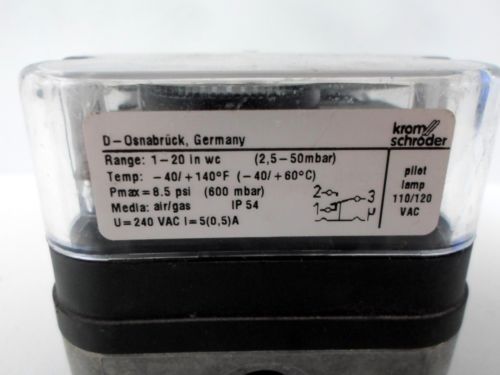 krom
schröder
D-Osnabrück, Germany
Range: 1-20 in wc (2,5-50mbar)
Temp: -40/+140°F (-40/+60°C)
Pmax=8.5 psi (600 mbar)
Media: air/gas IP 54
U=240 VAC I=5(0,5)A
2
3
1
pilot
lamp
110/120
VAC